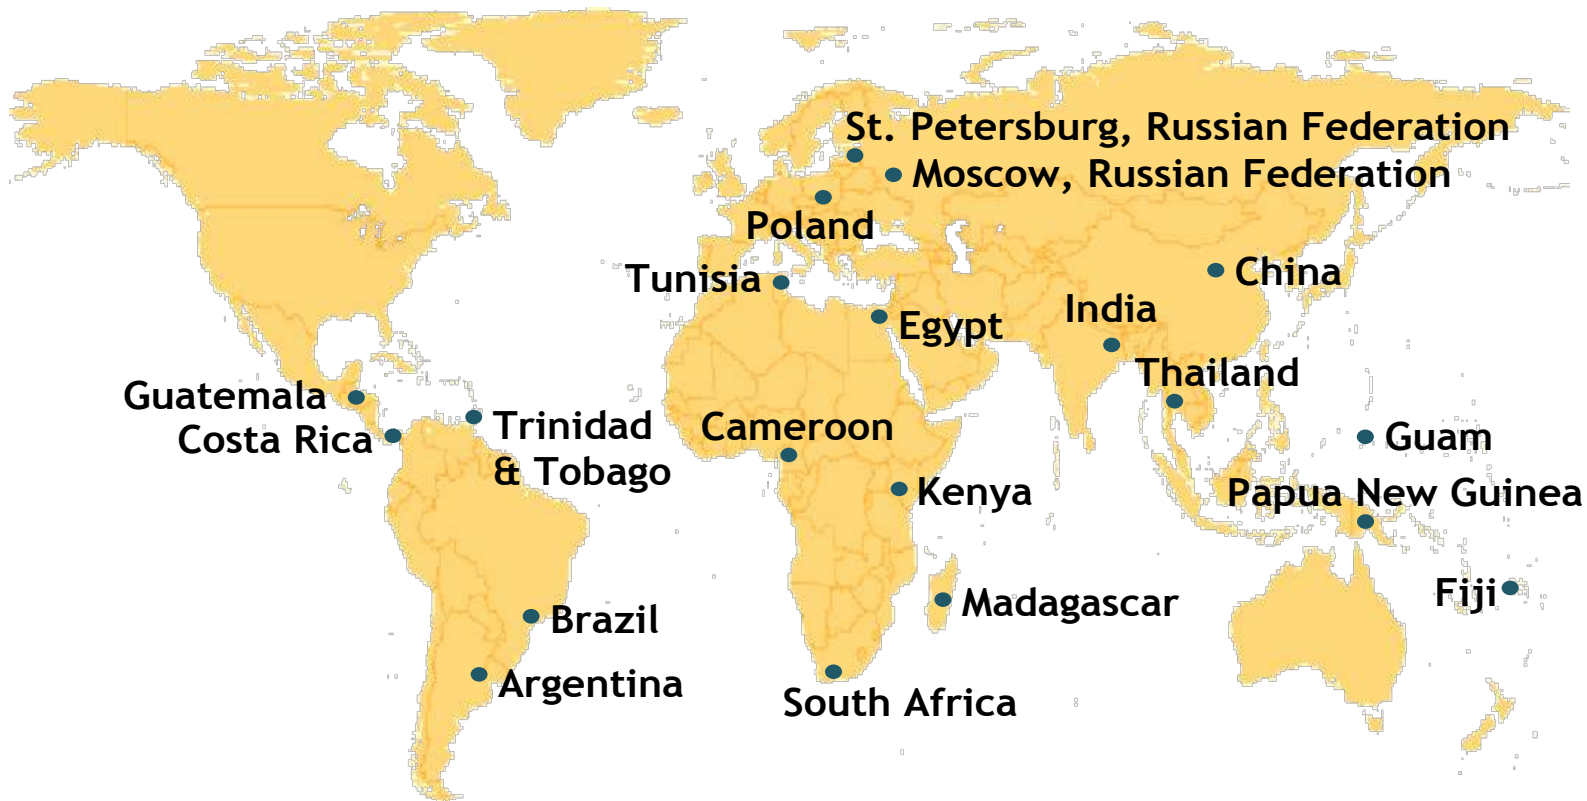 St. Petersburg, Russian Federation
Moscow, Russian Federation
Poland
Tunisia
China
India
Egypt
Thailand
Guatemala
Trinidad
& Tobago
Costa Rica
Cameroon
Guam
Kenya
Papua New Guinea
Fiji
Madagascar
Brazil
Argentina
South Africa